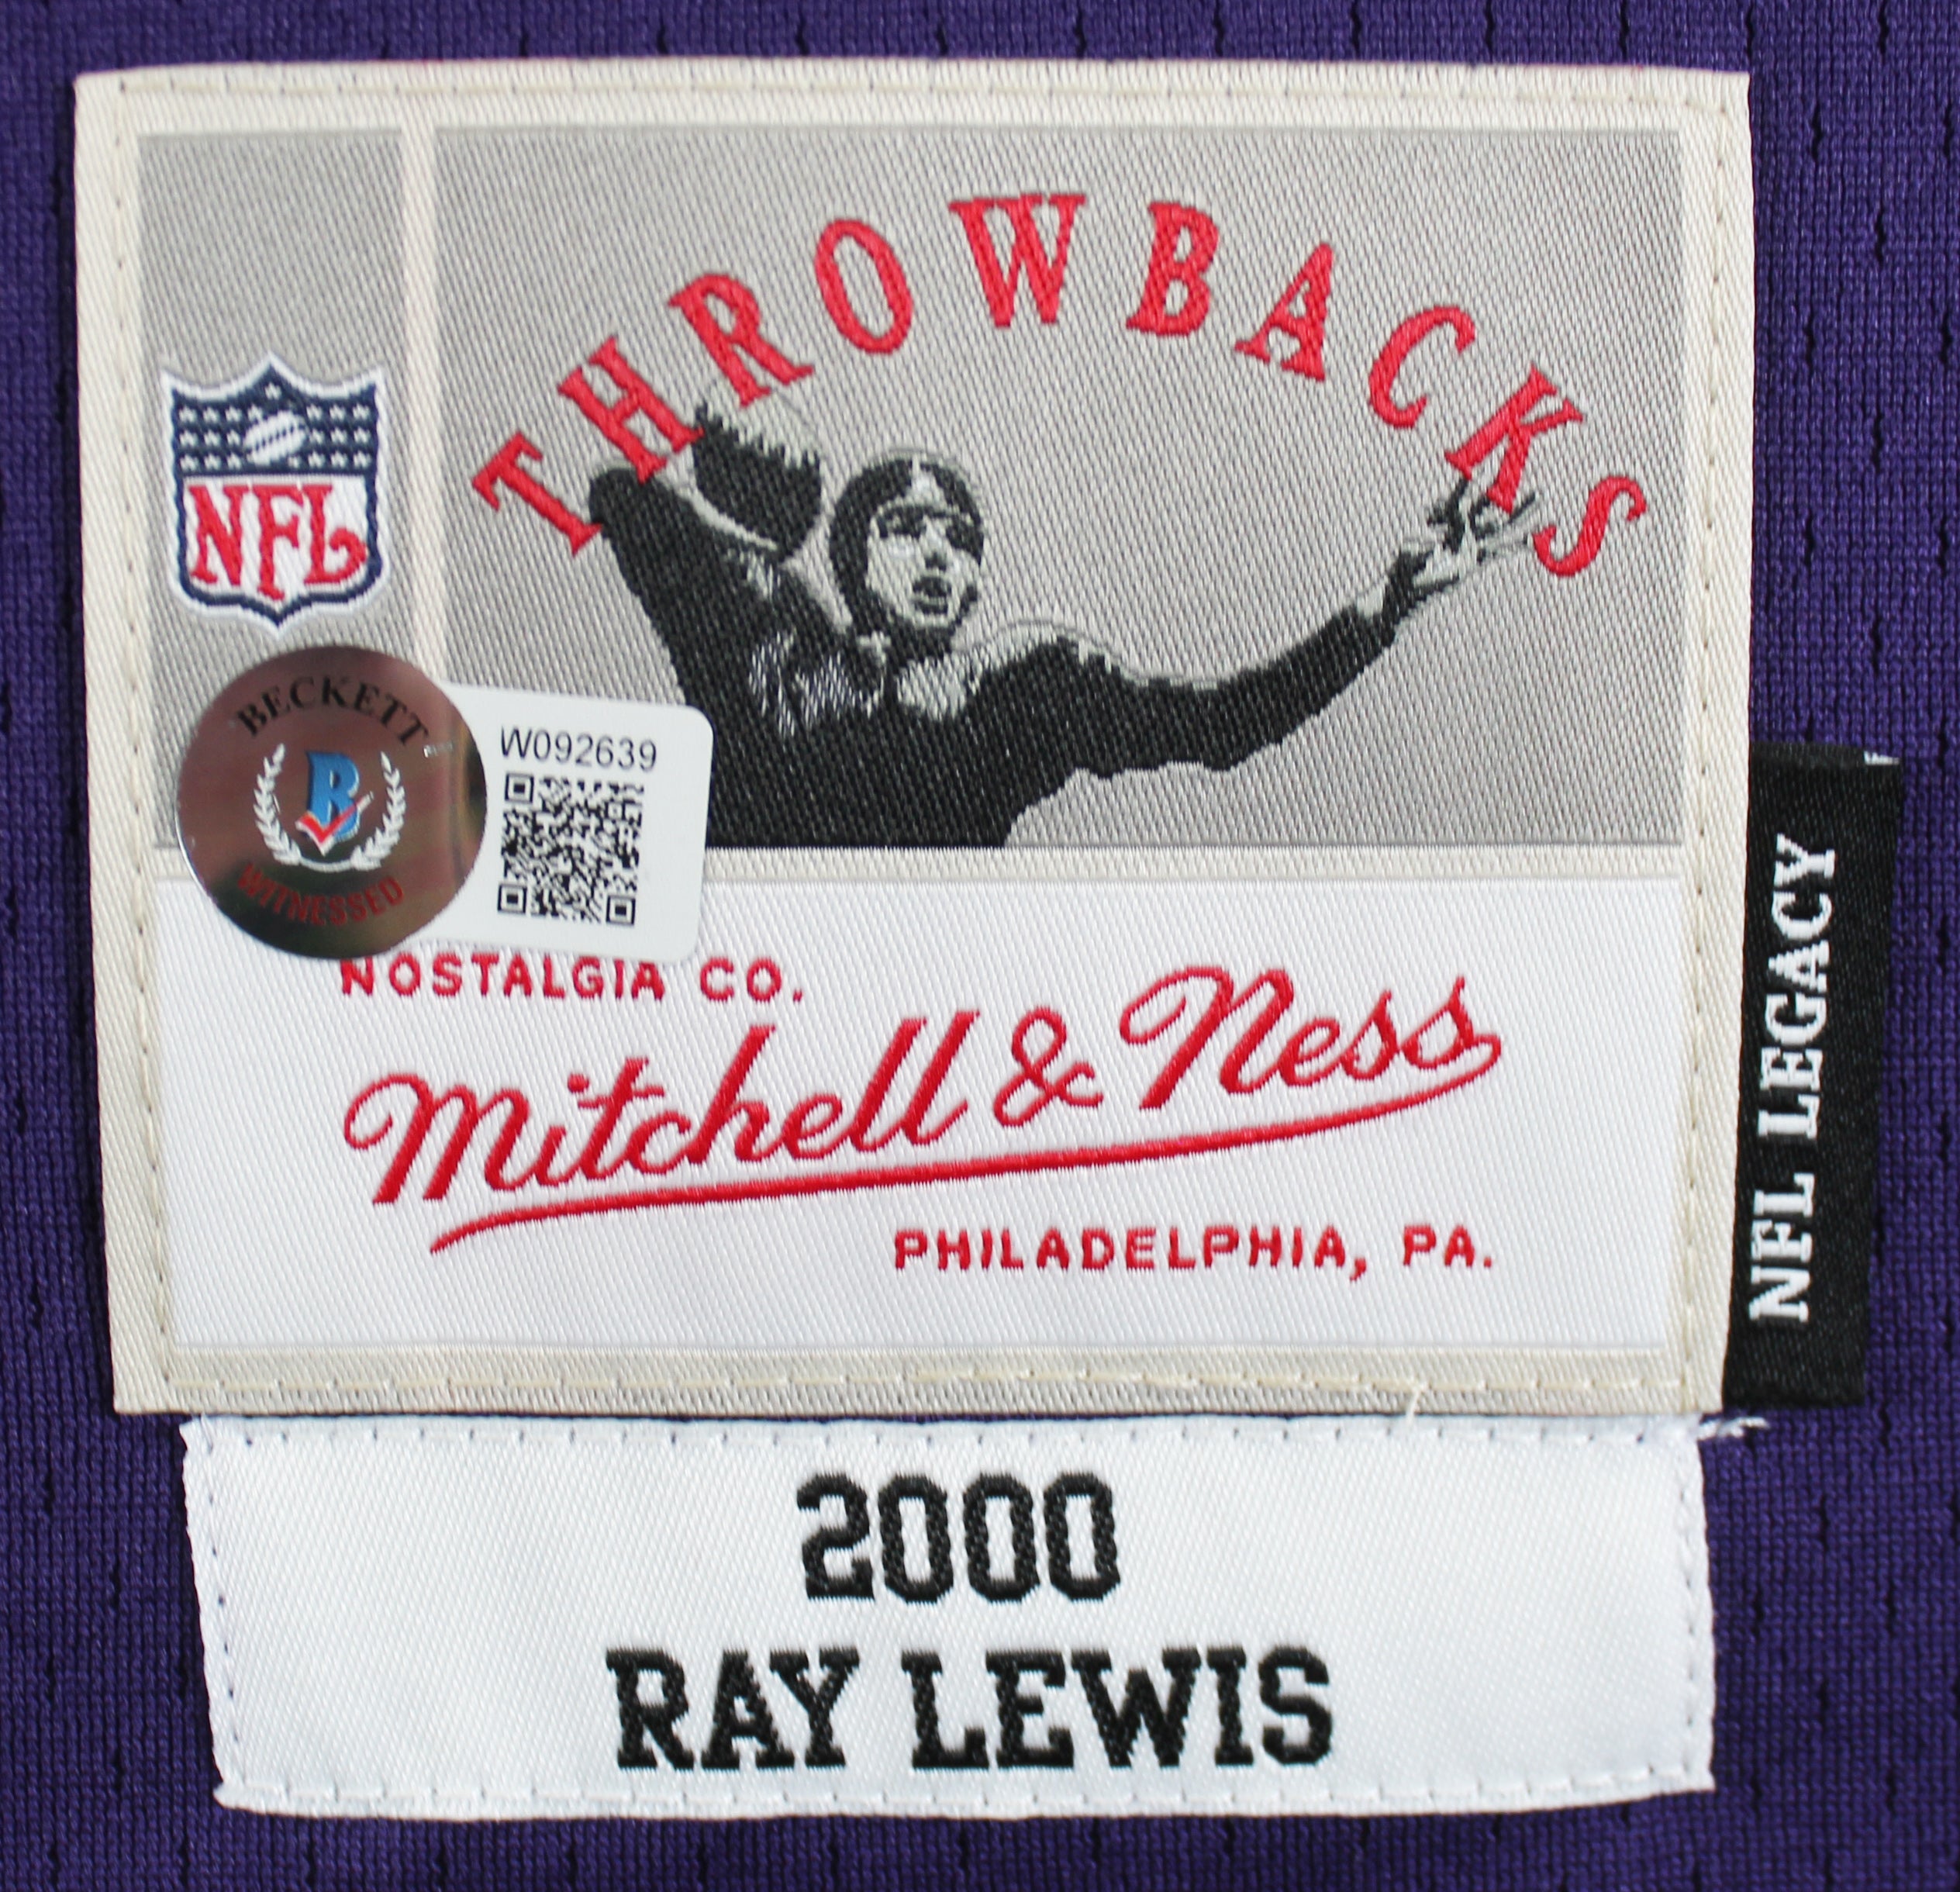 THROWBACKS
NFL
BECKETT
WITNESSED
W092639
NOSTALGIA CO.
Mitchell & Ness
PHILADELPHIA, PA.
NFL LEGACY
2000
RAY LEWIS